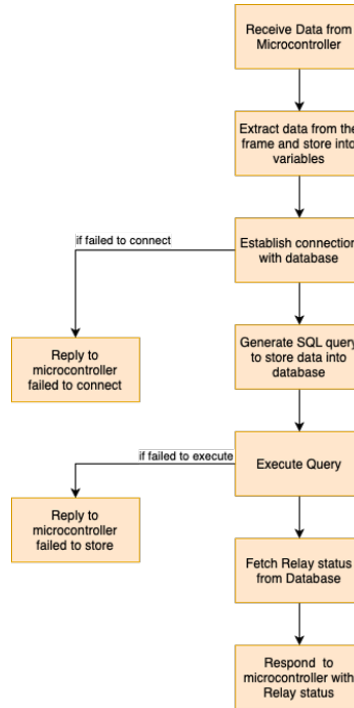 Receive Data from
Microcontroller
Extract data from the
frame and store into
variables
if failed to connect
Establish connection
with database
Reply to
microcontroller
failed to connect
Generate SQL query
to store data into
database
if failed to execute
Execute Query
Reply to
microcontroller
failed to store
Fetch Relay status
from Database
Respond to
microcontroller with
Relay status